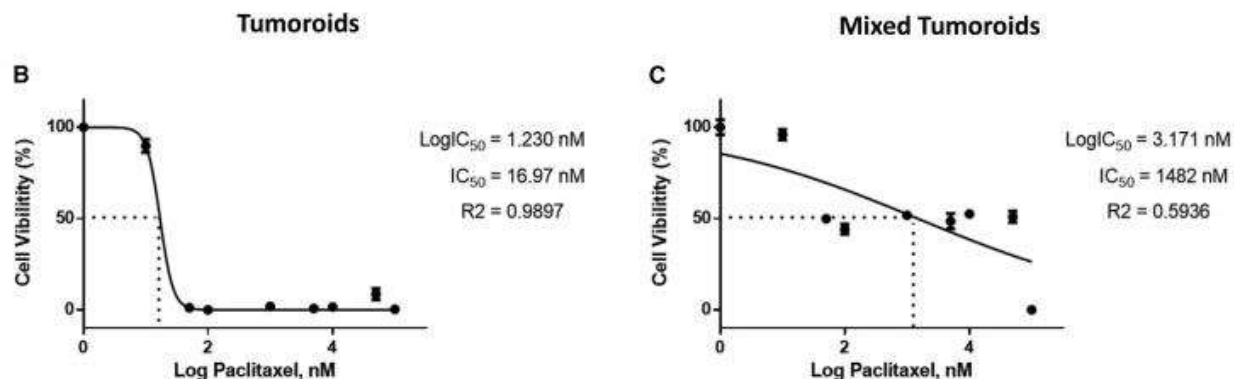 Tumoroids
Mixed Tumoroids
B
100
50
0
Cell Vibilitity (%)
0
2
4
Log Paclitaxel, nM
LogIC₅₀ = 1.230 nM
IC₅₀ = 16.97 nM
R2 = 0.9897
C
100
50
0
Cell Vibilitity (%)
0
2
4
Log Paclitaxel, nM
LogIC₅₀ = 3.171 nM
IC₅₀ = 1482 nM
R2 = 0.5936